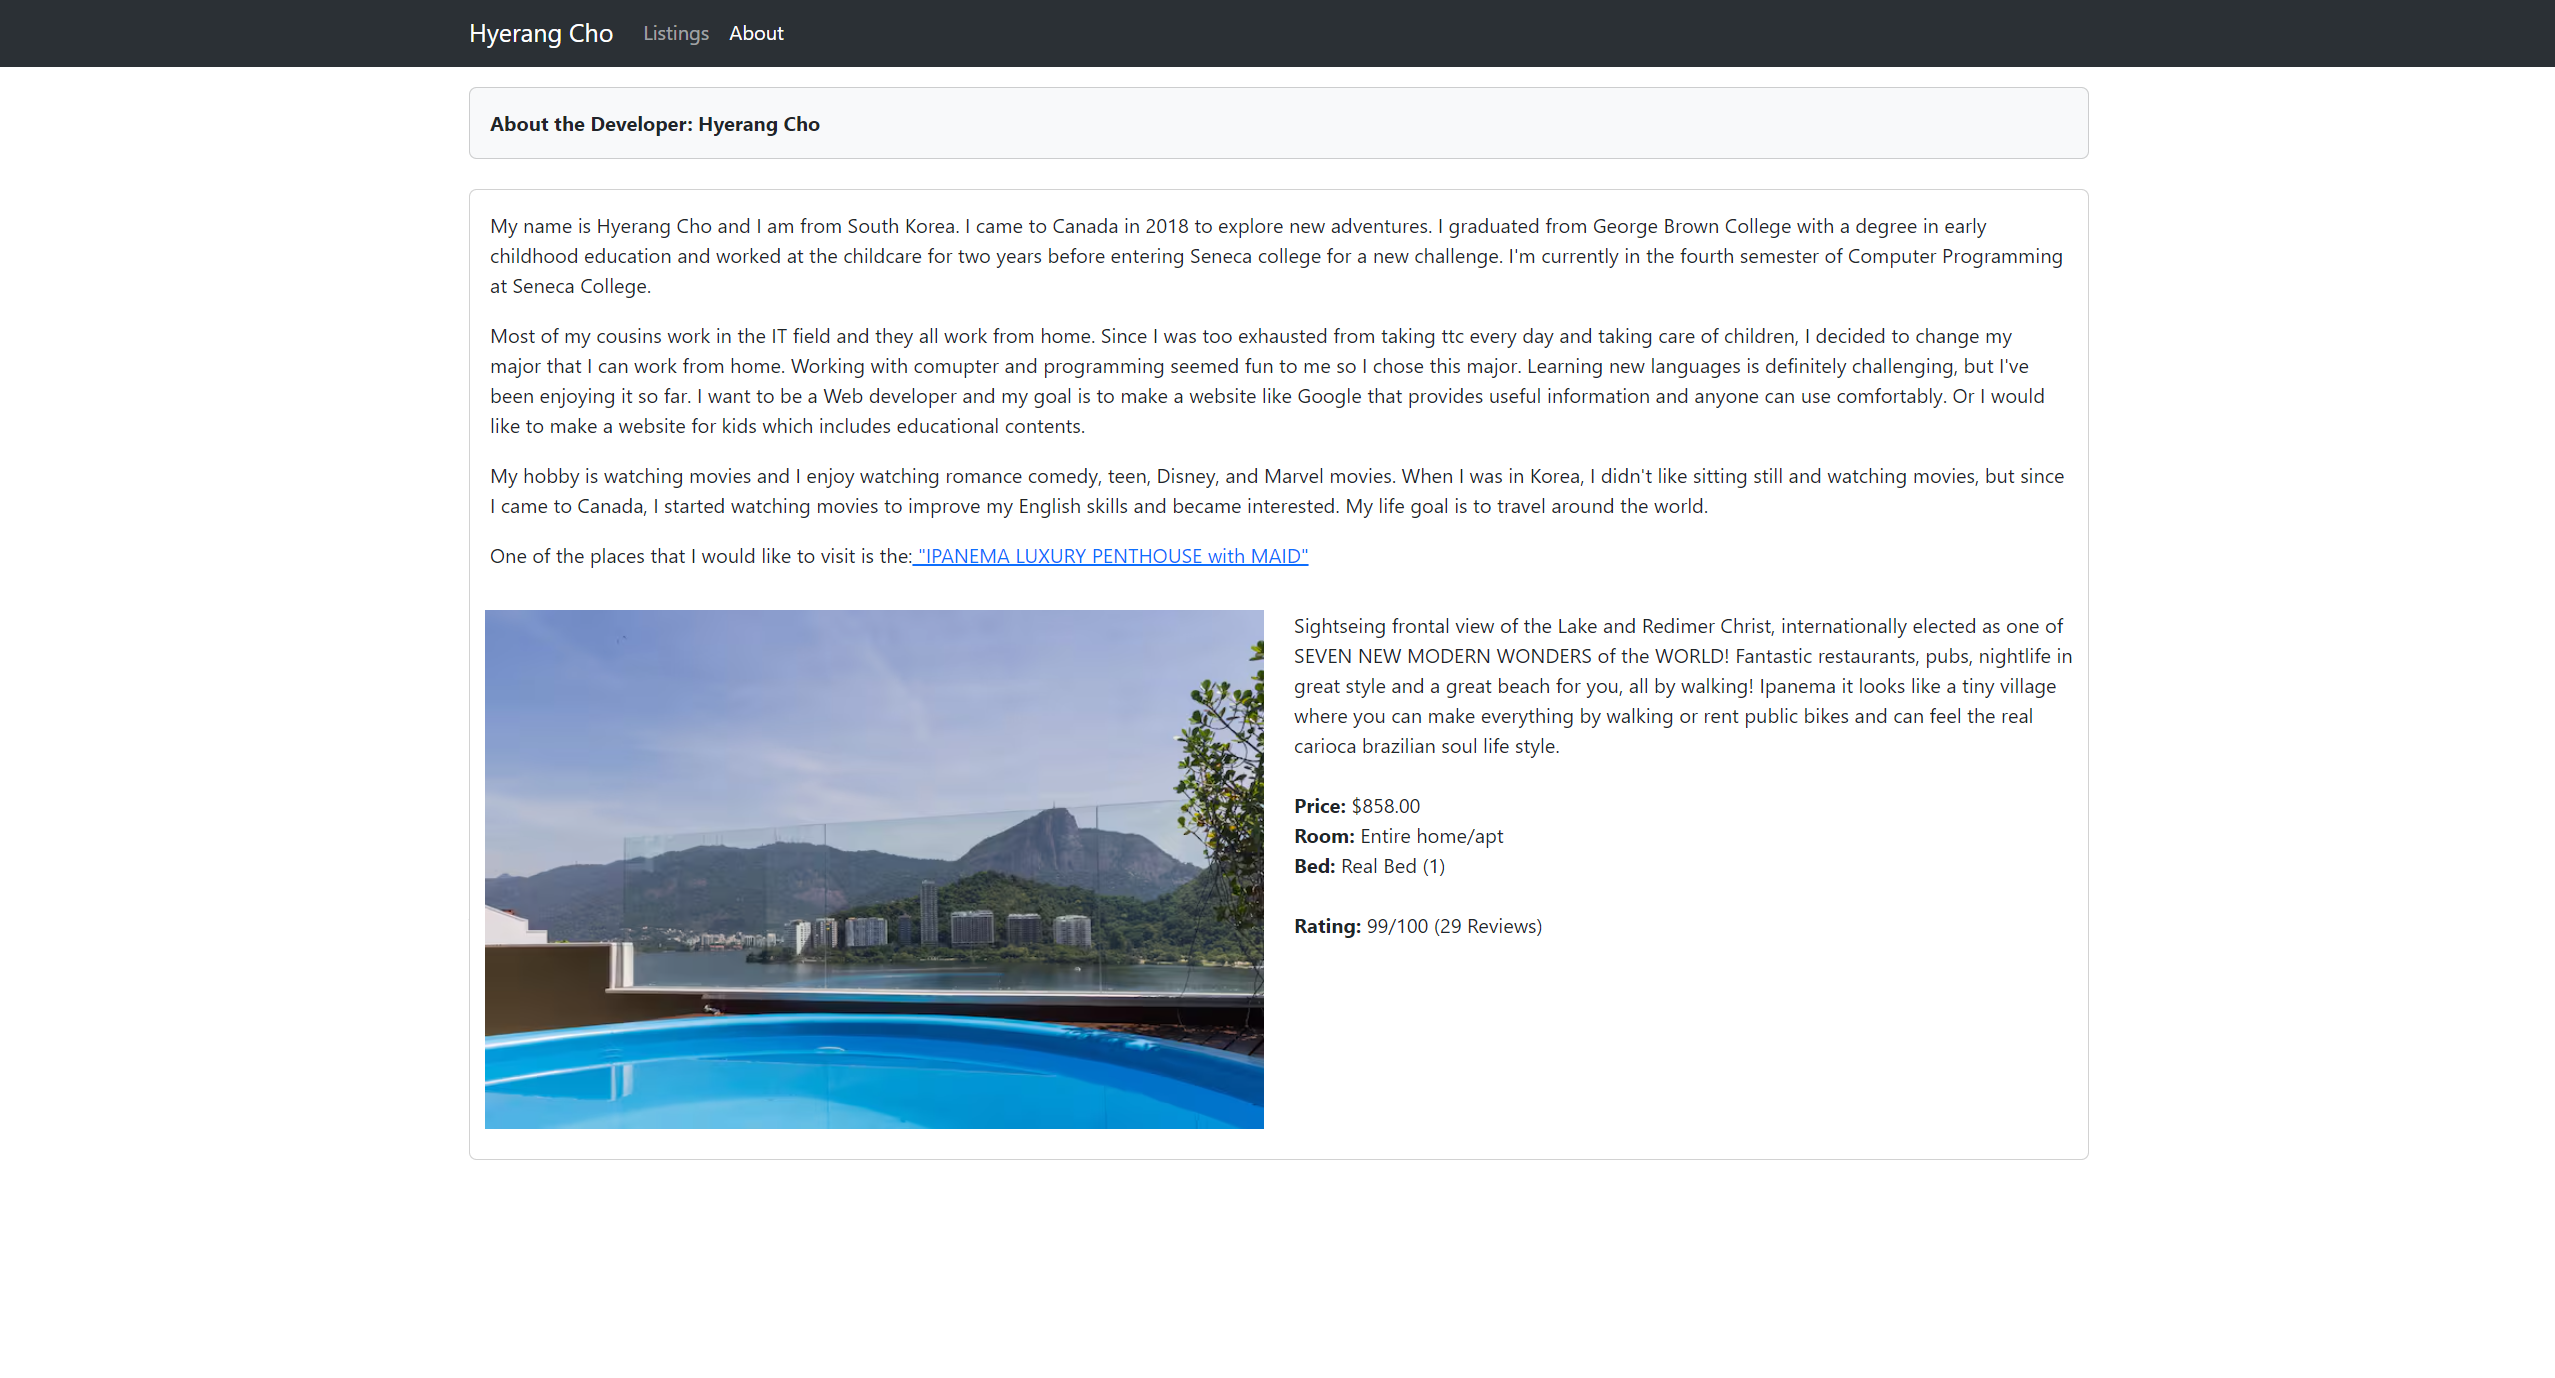 Hyerang Cho
Listings
About
About the Developer: Hyerang Cho
My name is Hyerang Cho and I am from South Korea. I came to Canada in 2018 to explore new adventures. I graduated from George Brown College with a degree in early
childhood education and worked at the childcare for two years before entering Seneca college for a new challenge. I'm currently in the fourth semester of Computer Programming
at Seneca College.
Most of my cousins work in the IT field and they all work from home. Since I was too exhausted from taking ttc every day and taking care of children, I decided to change my
major that I can work from home. Working with comupter and programming seemed fun to me so I chose this major. Learning new languages is definitely challenging, but I've
been enjoying it so far. I want to be a Web developer and my goal is to make a website like Google that provides useful information and anyone can use comfortably. Or I would
like to make a website for kids which includes educational contents.
My hobby is watching movies and I enjoy watching romance comedy, teen, Disney, and Marvel movies. When I was in Korea, I didn't like sitting still and watching movies, but since
I came to Canada, I started watching movies to improve my English skills and became interested. My life goal is to travel around the world.
One of the places that I would like to visit is the: "IPANEMA LUXURY PENTHOUSE with MAID"
Sightseing frontal view of the Lake and Redimer Christ, internationally elected as one of
SEVEN NEW MODERN WONDERS of the WORLD! Fantastic restaurants, pubs, nightlife in
great style and a great beach for you, all by walking! Ipanema it looks like a tiny village
where you can make everything by walking or rent public bikes and can feel the real
carioca brazilian soul life style.
Price: $858.00
Room: Entire home/apt
Bed: Real Bed (1)
Rating: 99/100 (29 Reviews)